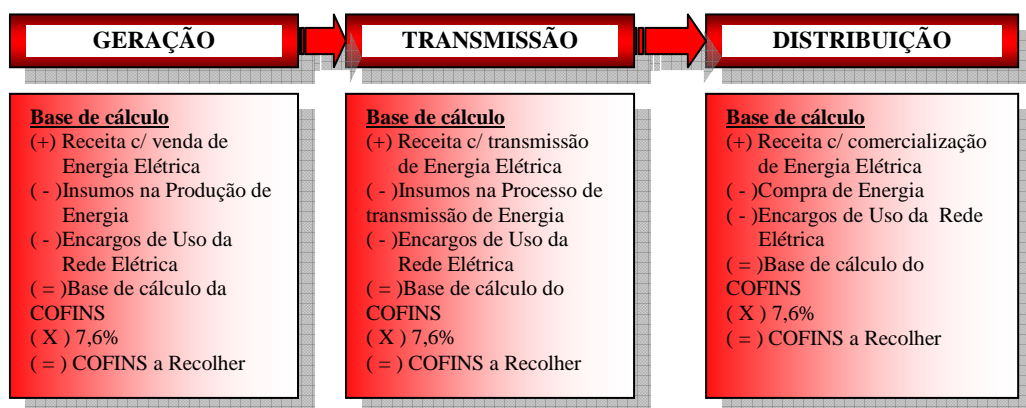 GERAÇÃO
TRANSMISSÃO
DISTRIBUIÇÃO
Base de cálculo
(+) Receita c/ venda de
Energia Elétrica
( - )Insumos na Produção de
Energia
( - )Encargos de Uso da
Rede Elétrica
( = )Base de cálculo da
COFINS
( X ) 7,6%
( = ) COFINS a Recolher
Base de cálculo
(+) Receita c/ transmissão
de Energia Elétrica
( - )Insumos na Processo de
transmissão de Energia
( - )Encargos de Uso da
Rede Elétrica
( = )Base de cálculo do
COFINS
( X ) 7,6%
( = ) COFINS a Recolher
Base de cálculo
(+) Receita c/ comercialização
de Energia Elétrica
( - )Compra de Energia
( - )Encargos de Uso da Rede
Elétrica
( = )Base de cálculo do
COFINS
( X ) 7,6%
( = ) COFINS a Recolher